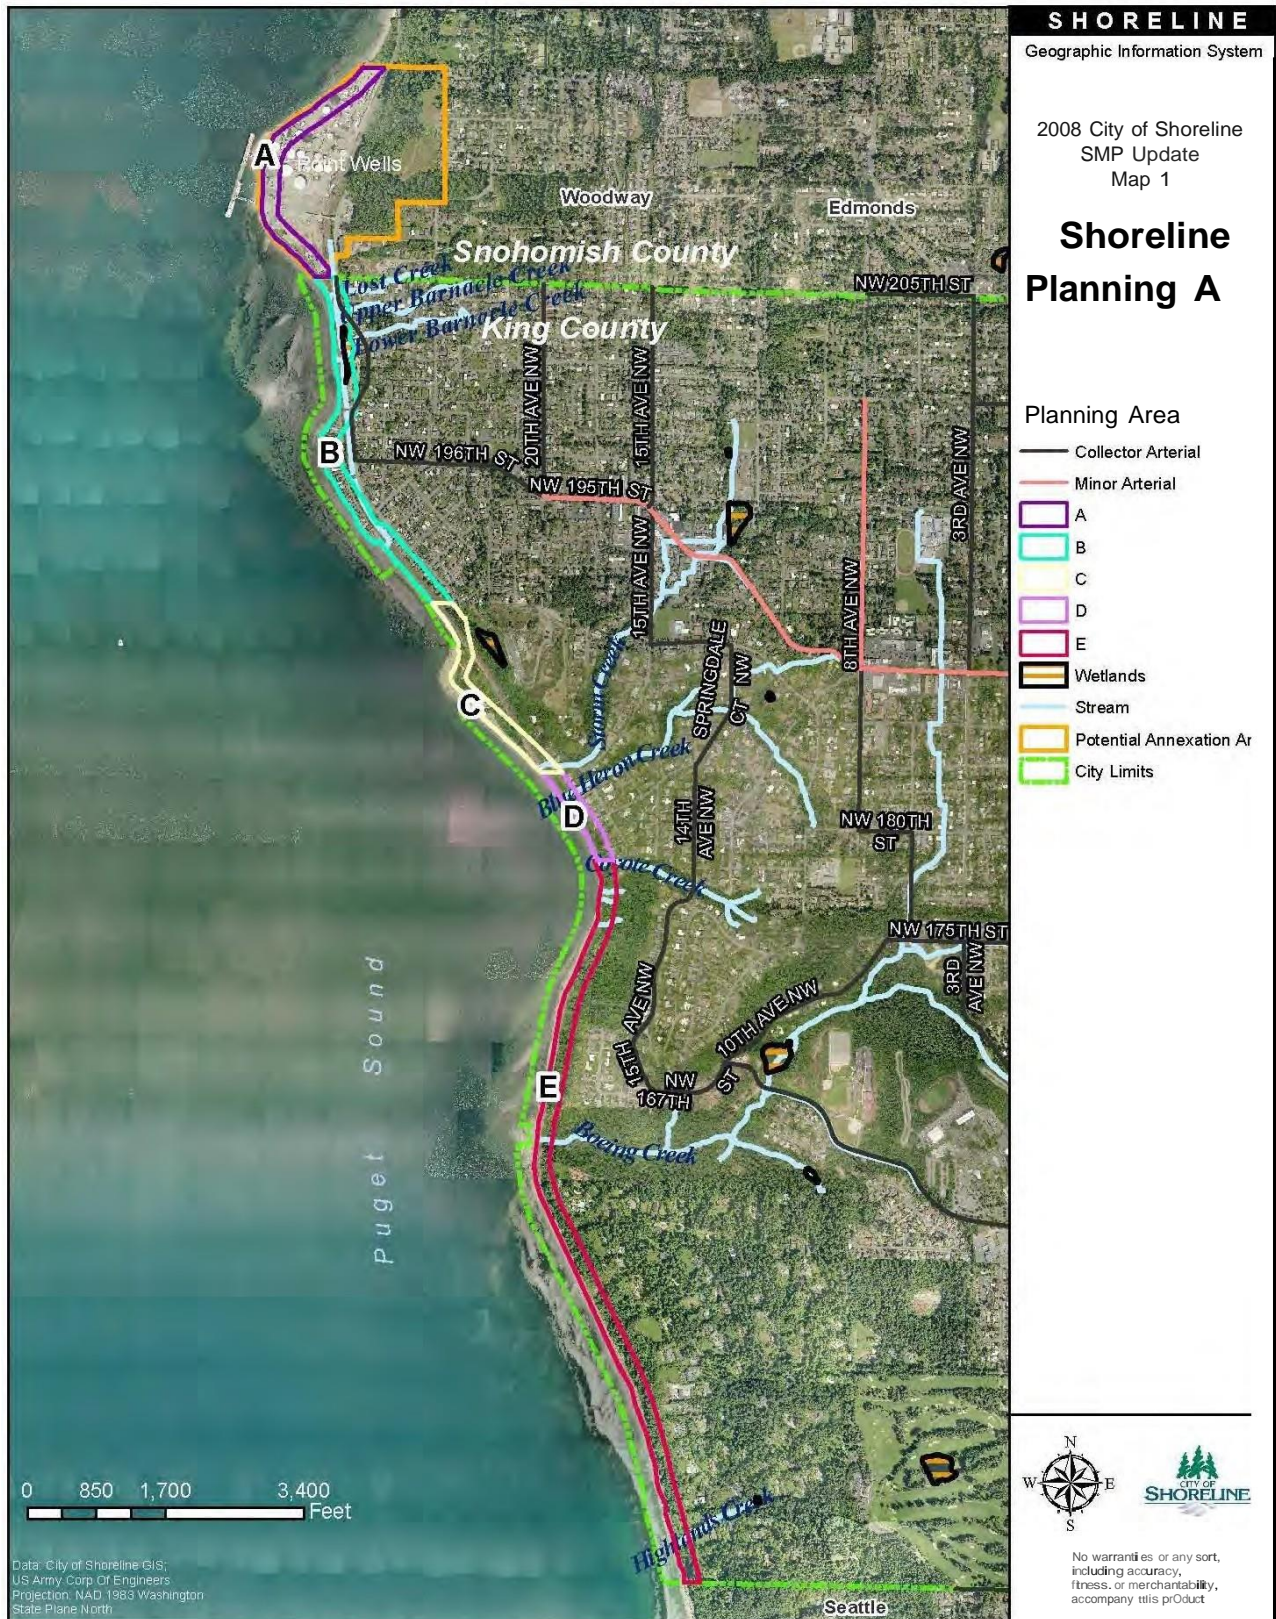 SHORELINE
Geographic Information System
2008 City of Shoreline
SMP Update
Map 1
Shoreline
Planning A
Planning Area
Collector Arterial
Minor Arterial
A
B
C
D
E
Wetlands
Stream
Potential Annexation Ar
City Limits
A
Point Wells
Woodway
Edmonds
Snohomish County
NW 205TH ST
Lost Creek
Upper Barnacle Creek
Lower Barnacle Creek
King County
20TH AVE NW
15TH AVE NW
3RD AVE NW
B
NW 196TH ST
NW 195TH ST
15TH AVE NW
8TH AVE NW
SPRINGDALE
CT NW
Storm Creek
C
Blue Heron Creek
D
14TH
AVE NW
NW 180TH
ST
Coyote Creek
NW 175TH ST
3RD
AVE NW
15TH AVE NW
10TH AVE NW
NW
167TH
ST
E
Boeing Creek
Puget Sound
Highlands Creek
Seattle
0 850 1,700 3,400
Feet
Data: City of Shoreline GIS;
US Army Corp Of Engineers
Projection: NAD 1983 Washington
State Plane North
N
W E
S
CITY OF
SHORELINE
No warranties or any sort,
including accuracy,
fitness. or merchantability,
accompany ttlis prOduct